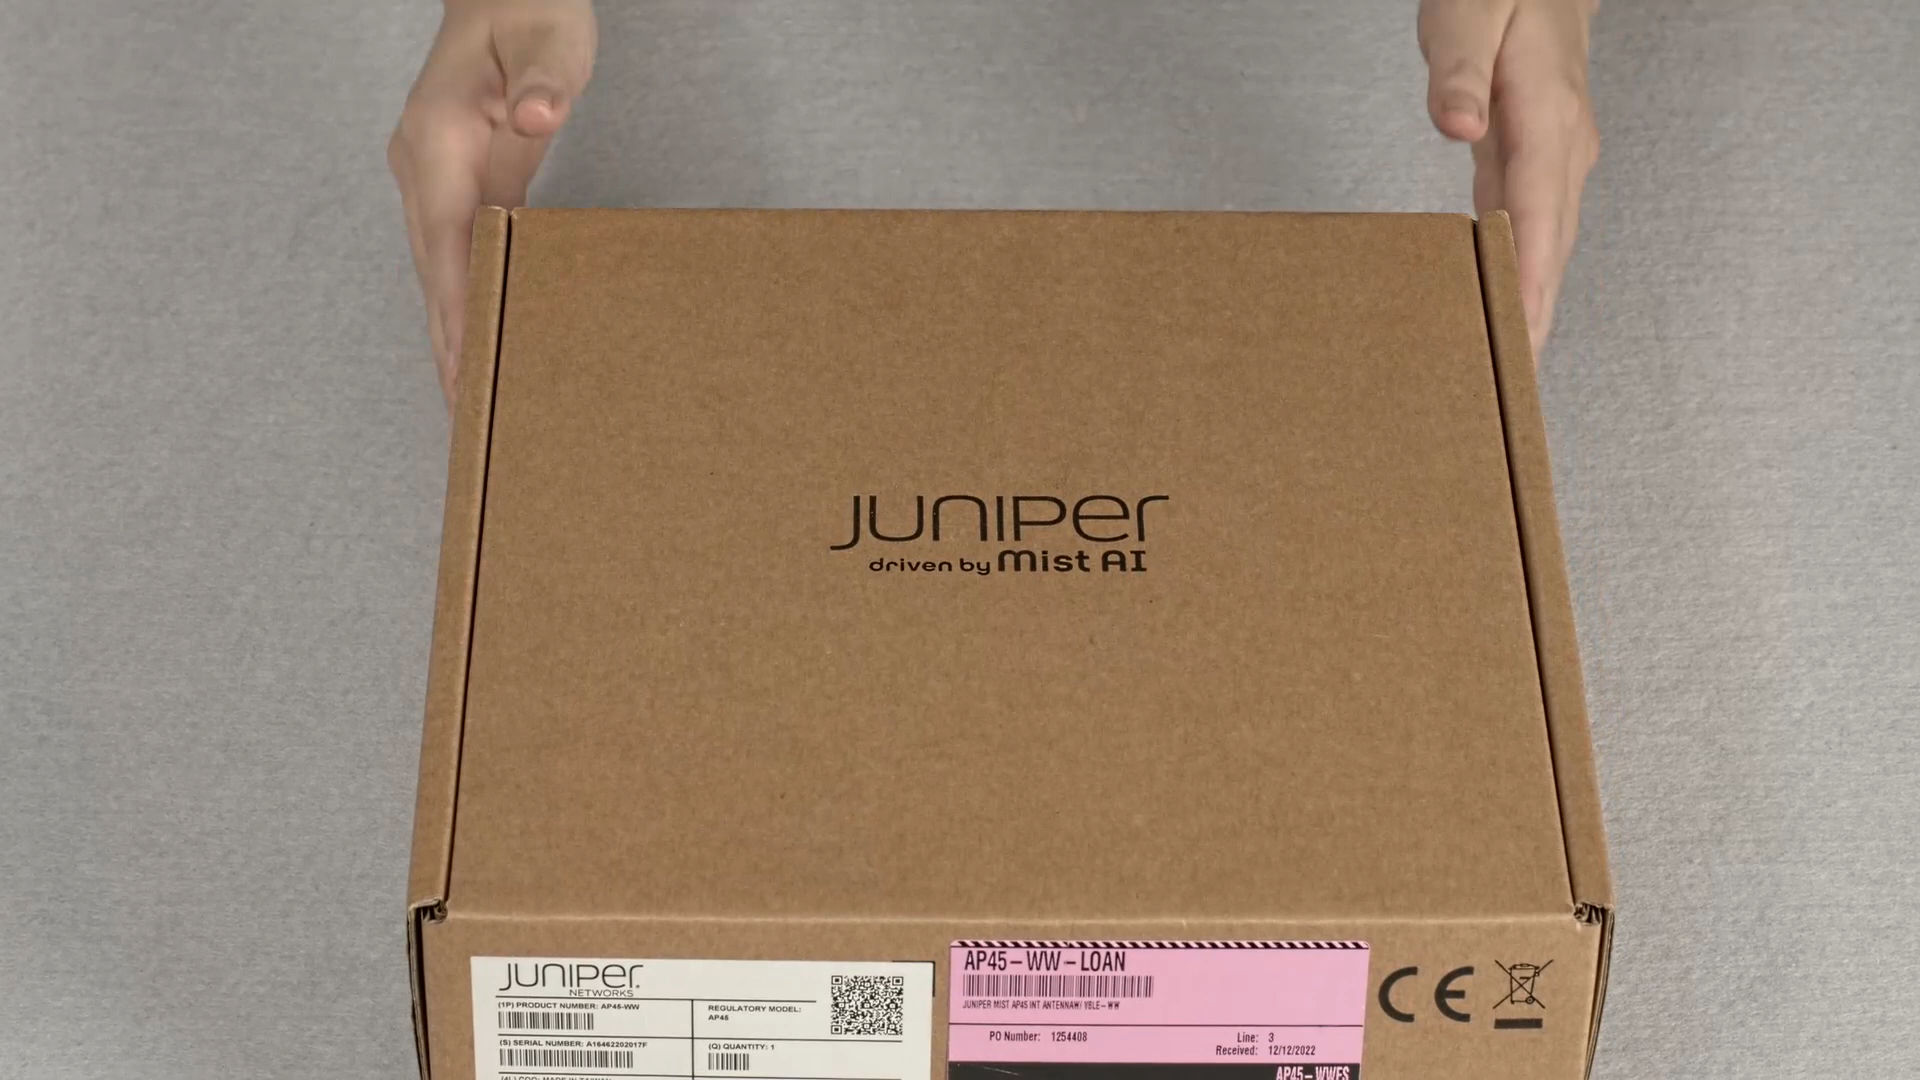 JUNIPER
driven by Mist AI
JUNIPER
NETWORKS
(1P) PRODUCT NUMBER: AP45-WW
REGULATORY MODEL:
AP45
(S) SERIAL NUMBER: A16462202017F
(Q) QUANTITY: 1
AP45-WW-LOAN
JUNIPER MIST AP45 INT ANTENNAW/ VBLE-WW
PO Number: 1254408
Line: 3
Received: 12/12/2022
CE